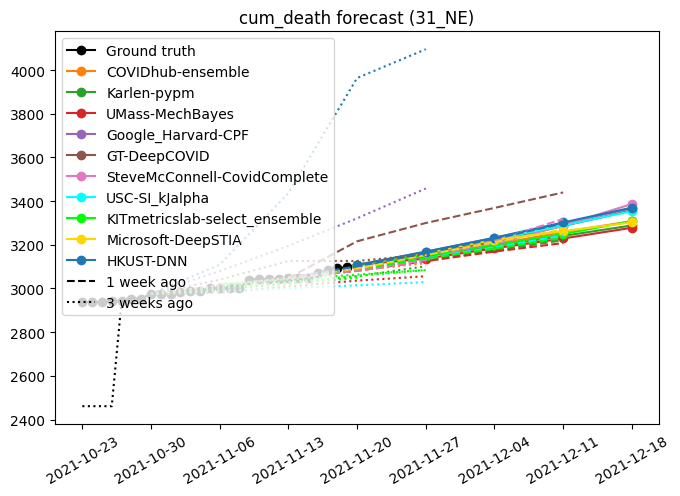 cum_death forecast (31_NE)
Ground truth
COVIDhub-ensemble
Karlen-pypm
UMass-MechBayes
Google_Harvard-CPF
GT-DeepCOVID
SteveMcConnell-CovidComplete
USC-SI_kJalpha
KITmetricslab-select_ensemble
Microsoft-DeepSTIA
HKUST-DNN
1 week ago
3 weeks ago
4000
3800
3600
3400
3200
3000
2800
2600
2400
2021-10-23
2021-10-30
2021-11-06
2021-11-13
2021-11-20
2021-11-27
2021-12-04
2021-12-11
2021-12-18